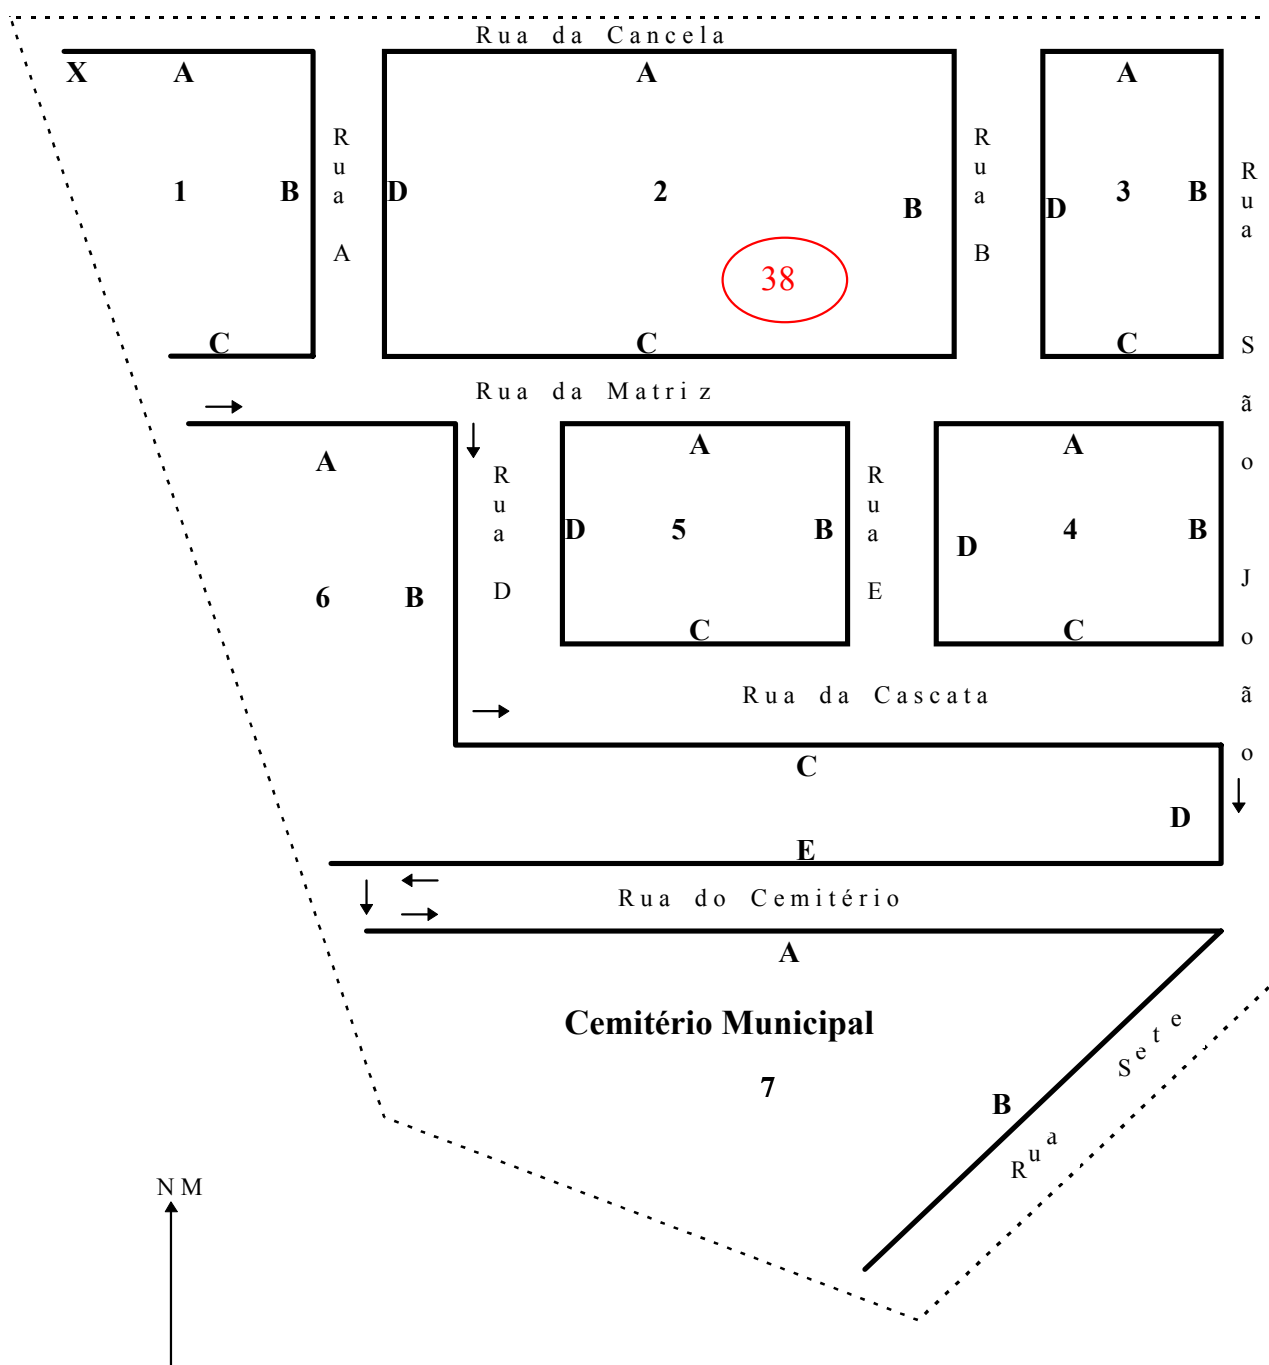 Rua da Cancela
X A
A
A
Rua A
Rua B
Rua São João
1 B
D 2 B
D 3 B
38
C
C
C
Rua da Matriz
A
A
A
Rua D
Rua E
D 5 B
D 4 B
6 B
C
C
Rua da Cascata
C
D
E
Rua do Cemitério
A
Cemitério Municipal
7
B
Rua Sete
NM